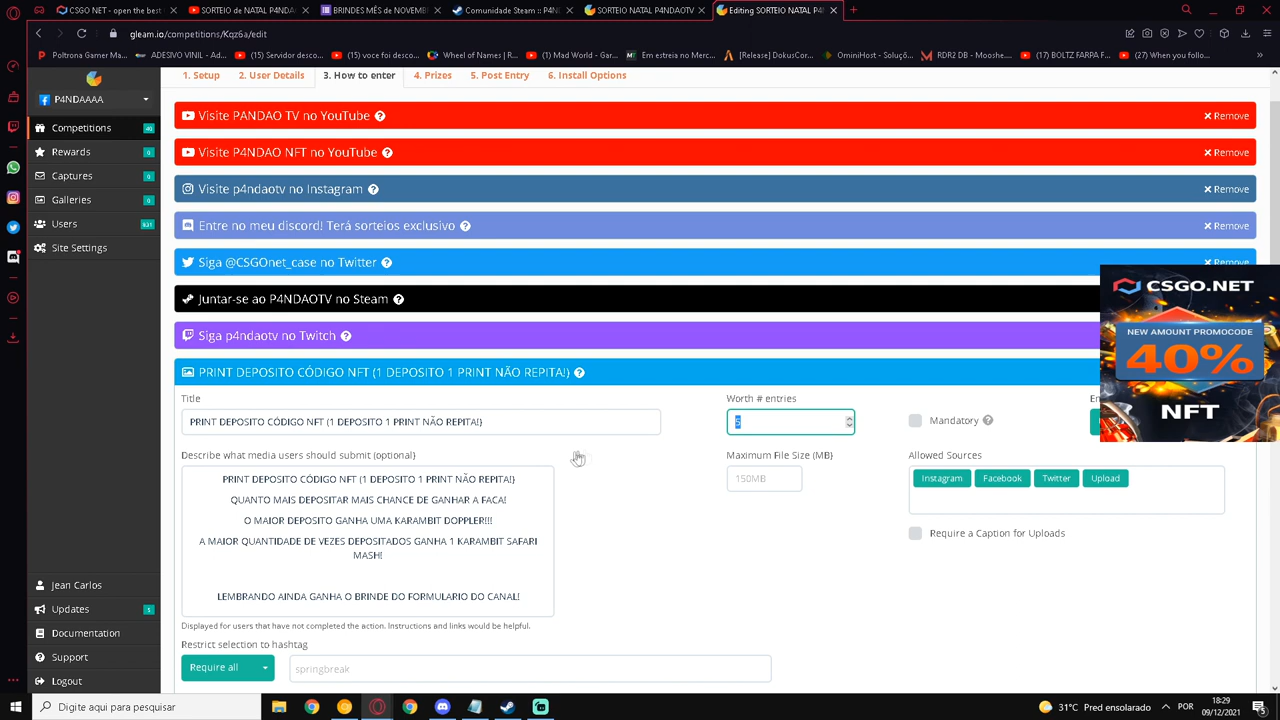 CSGO NET - open the best
SORTEIO de NATAL P4NDA
BRINDES MÊS de NOVEMB
Comunidade Steam :: P4ND
SORTEIO NATAL P4NDAOTV
Editing SORTEIO NATAL P4N
gleam.io/competitions/Kqz6a/edit
Poltrona Gamer Ma...
ADESIVO VINIL - Ad...
(15) Servidor discon...
(15) voce foi desco...
Wheel of Names | R...
(1) Mad World - Gar...
Em estreia no Merc...
[Release] DokusCor...
OminiHost - Soluçõ...
RDR2 DB - Mooshe...
(17) BOLTZ FARPA F...
(27) When you follo...
P4NDAAAA
Competitions 40
Rewards 0
Captures 0
Galleries 0
Users
Site Settings
Jean Carlos
Updates 5
Documentation
Support
Logout
1. Setup
2. User Details
3. How to enter
4. Prizes
5. Post Entry
6. Install Options
Visite PANDAO TV no YouTube
Remove
Visite P4NDAO NFT no YouTube
Remove
Visite p4ndaotv no Instagram
Remove
Entre no meu discord! Terá sorteios exclusivo
Remove
Siga @CSGOnet_case no Twitter
Remove
Juntar-se ao P4NDAOTV no Steam
Siga p4ndaotv no Twitch
PRINT DEPOSITO CÓDIGO NFT (1 DEPOSITO 1 PRINT NÃO REPITA!)
Title
PRINT DEPOSITO CÓDIGO NFT (1 DEPOSITO 1 PRINT NÃO REPITA!)
Worth # entries
5
Mandatory
Describe what media users should submit (optional)
PRINT DEPOSITO CÓDIGO NFT (1 DEPOSITO 1 PRINT NÃO REPITA!)
QUANTO MAIS DEPOSITAR MAIS CHANCE DE GANHAR A FACA!
O MAIOR DEPOSITO GANHA UMA KARAMBIT DOPPLER!!!
A MAIOR QUANTIDADE DE VEZES DEPOSITADOS GANHA 1 KARAMBIT SAFARI
MASH!
LEMBRANDO AINDA GANHA O BRINDE DO FORMULARIO DO CANAL!
Maximum File Size (MB)
150MB
Allowed Sources
Instagram
Facebook
Twitter
Upload
Require a Caption for Uploads
Displayed for users that have not completed the action. Instructions and links would be helpful.
Restrict selection to hashtag
Require all
springbreak
CSGO.NET
NEW AMOUNT PROMOCODE
40%
NFT
Digite aqui para pesquisar
31°C Pred ensolarado
POR
18:29
09/12/2021
5